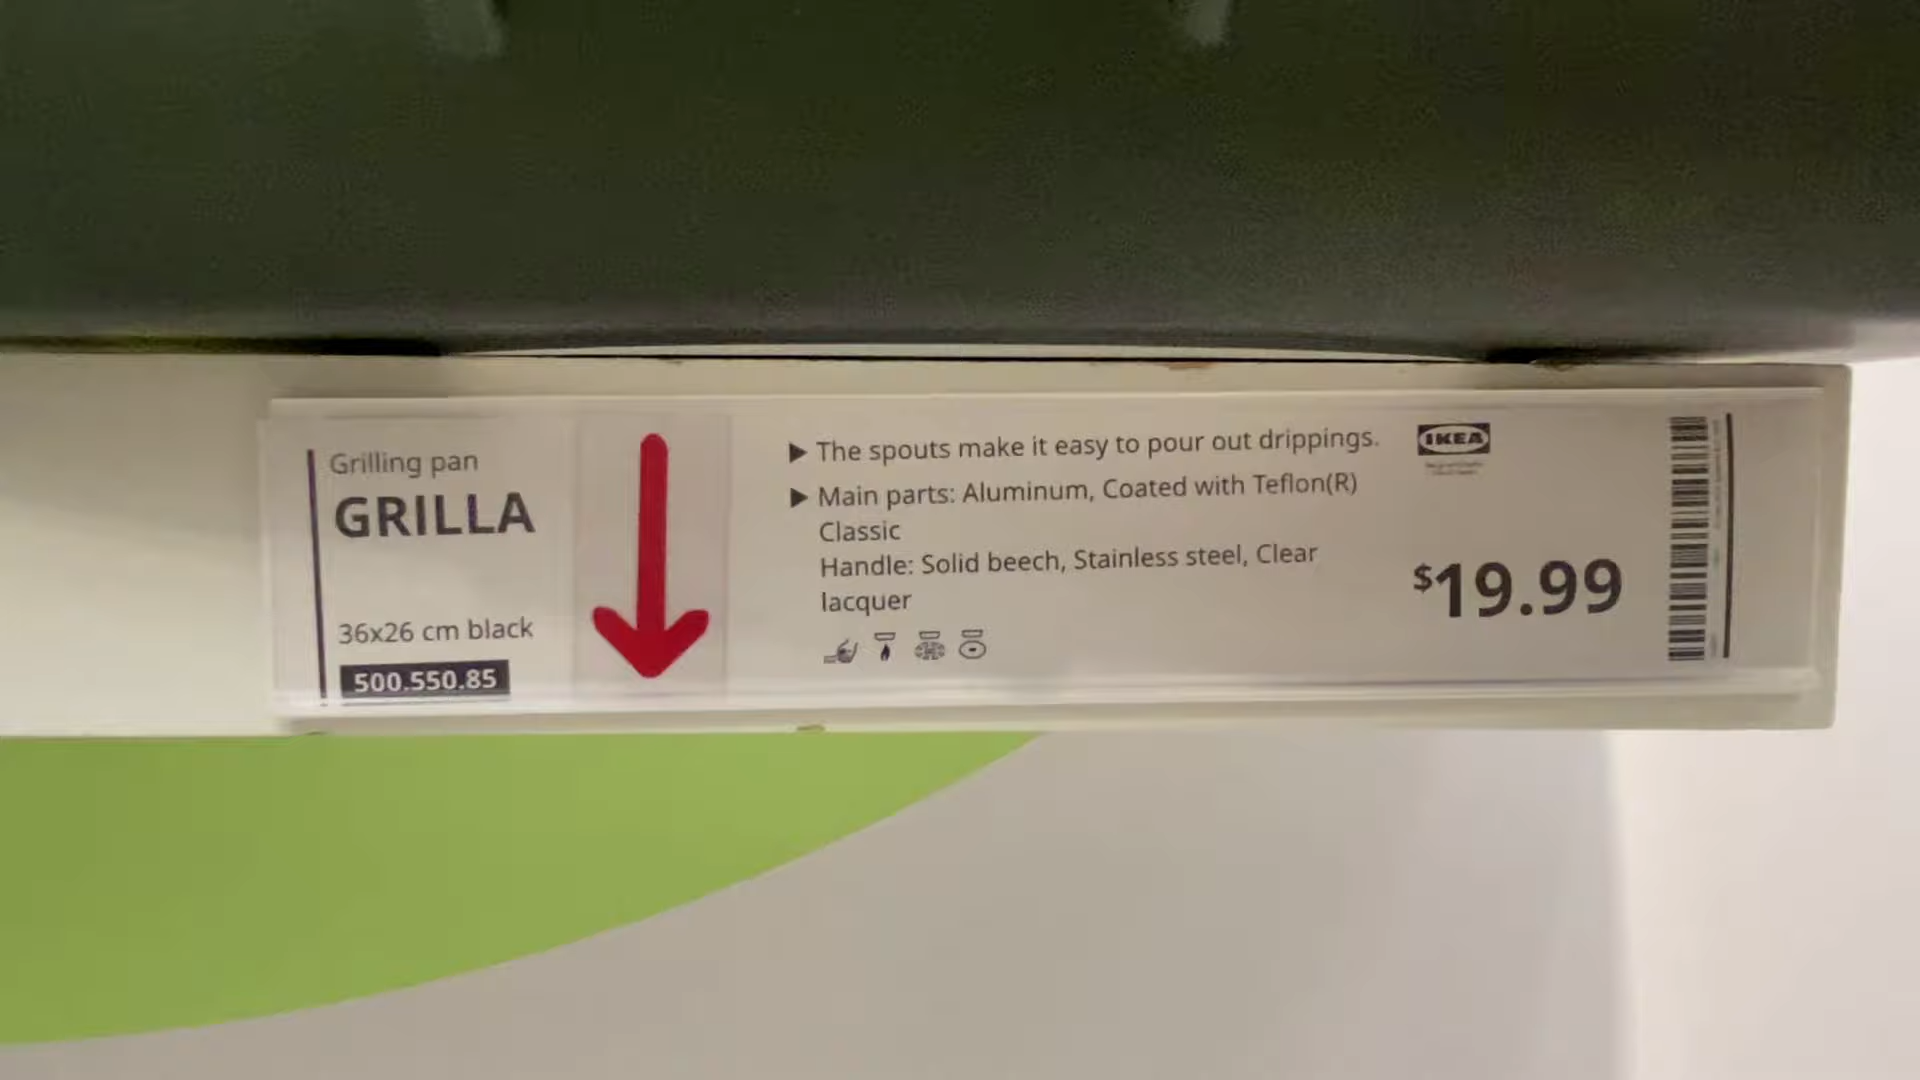 Grilling pan
GRILLA
36x26 cm black
500.550.85
▶ The spouts make it easy to pour out drippings.
▶ Main parts: Aluminum, Coated with Teflon(R)
Classic
Handle: Solid beech, Stainless steel, Clear
lacquer
IKEA
$19.99